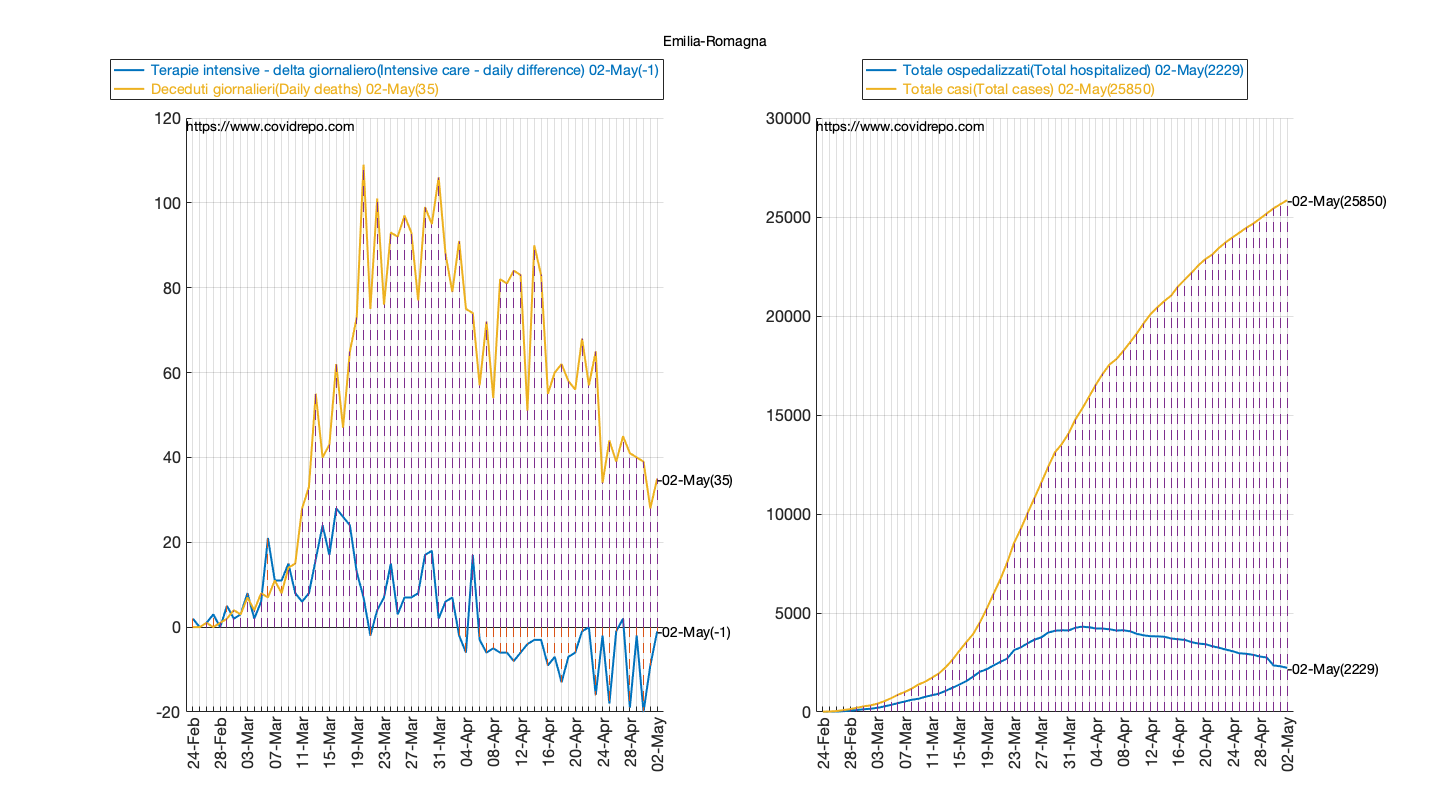 Emilia-Romagna
Terapie intensive - delta giornaliero(Intensive care - daily difference) 02-May(-1)
Deceduti giornalieri(Daily deaths) 02-May(35)
https://www.covidrepo.com
120
100
80
60
40
20
0
-20
02-May(35)
02-May(-1)
24-Feb
28-Feb
03-Mar
07-Mar
11-Mar
15-Mar
19-Mar
23-Mar
27-Mar
31-Mar
04-Apr
08-Apr
12-Apr
16-Apr
20-Apr
24-Apr
28-Apr
02-May
Totale ospedalizzati(Total hospitalized) 02-May(2229)
Totale casi(Total cases) 02-May(25850)
https://www.covidrepo.com
30000
25000
20000
15000
10000
5000
0
02-May(25850)
02-May(2229)
24-Feb
28-Feb
03-Mar
07-Mar
11-Mar
15-Mar
19-Mar
23-Mar
27-Mar
31-Mar
04-Apr
08-Apr
12-Apr
16-Apr
20-Apr
24-Apr
28-Apr
02-May